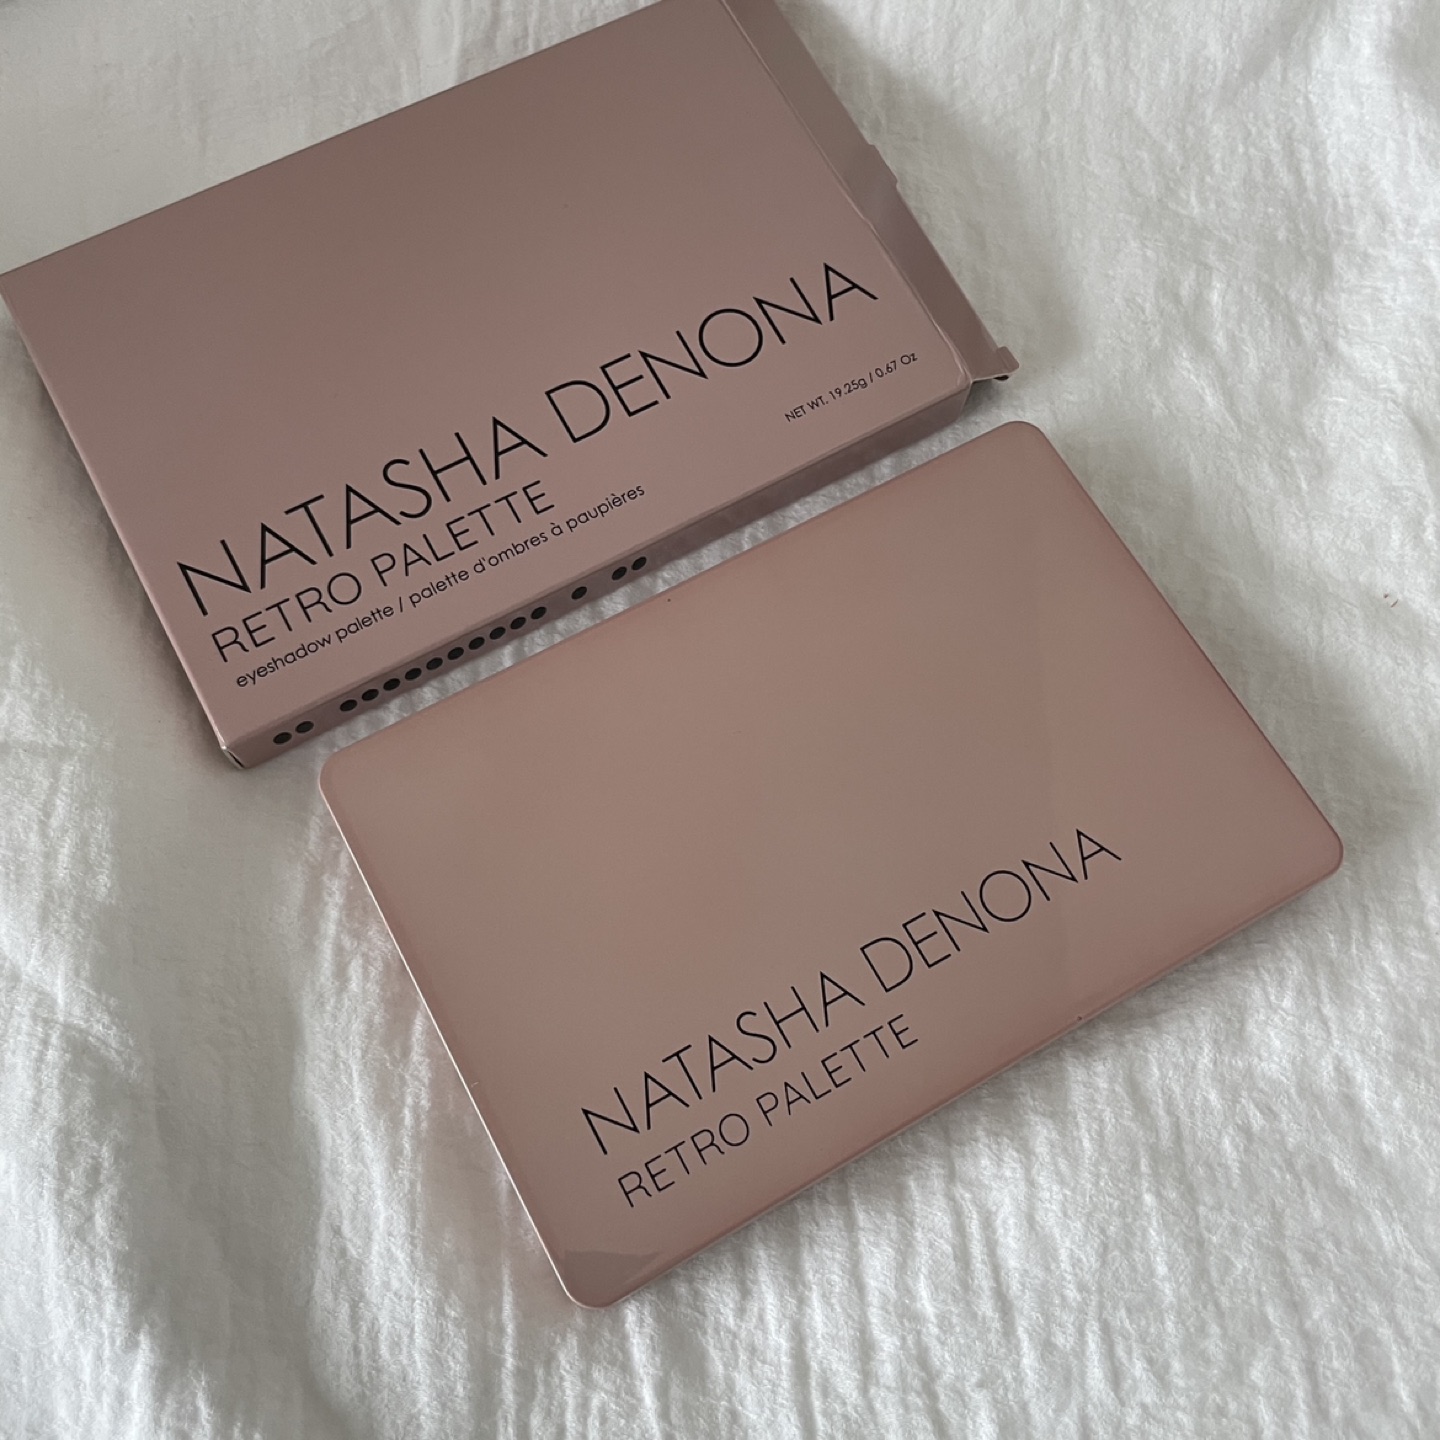 NATASHA DENONA
NET WT. 19.25g / 0.67 Oz
RETRO PALETTE
eyeshadow palette / palette d'ombres à paupières
NATASHA DENONA
RETRO PALETTE